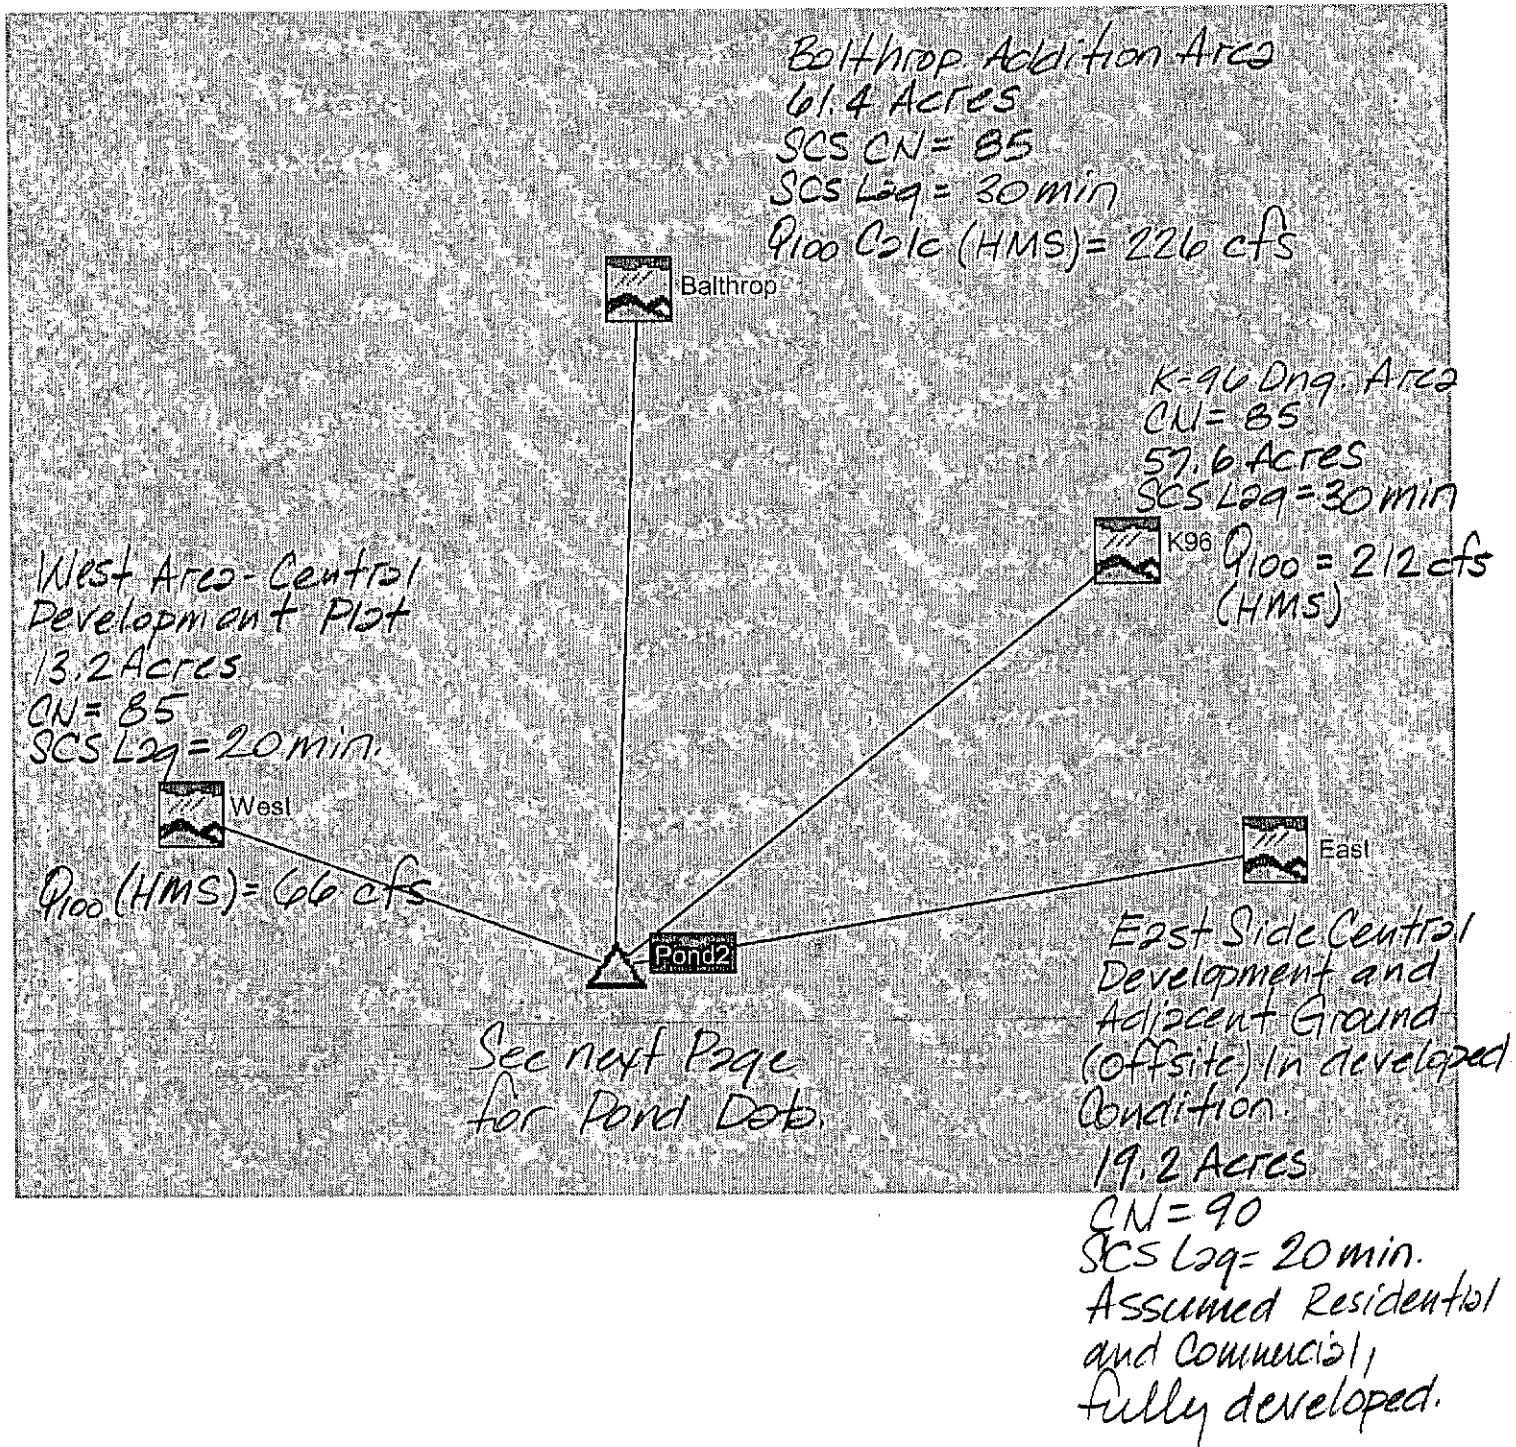 Balthrop Addition Area
61.4 Acres
SCS CN = 85
SCS Lag = 30 min
Q100 Calc (HMS) = 226 cfs
Balthrop
K-96 Dng. Area
CN = 85
57.6 Acres
SCS Lag = 30 min
K96
Q100 = 212 cfs
(HMS)
West Area - Central
Development Plat
13.2 Acres
CN = 85
SCS Lag = 20 min.
West
Q100 (HMS) = 66 cfs
East
Pond2
See next Page
for Pond Data.
East Side Central
Development and
Adjacent Ground
(offsite) In developed
Condition.
19.2 Acres
CN = 90
SCS Lag = 20 min.
Assumed Residential
and Commercial,
fully developed.